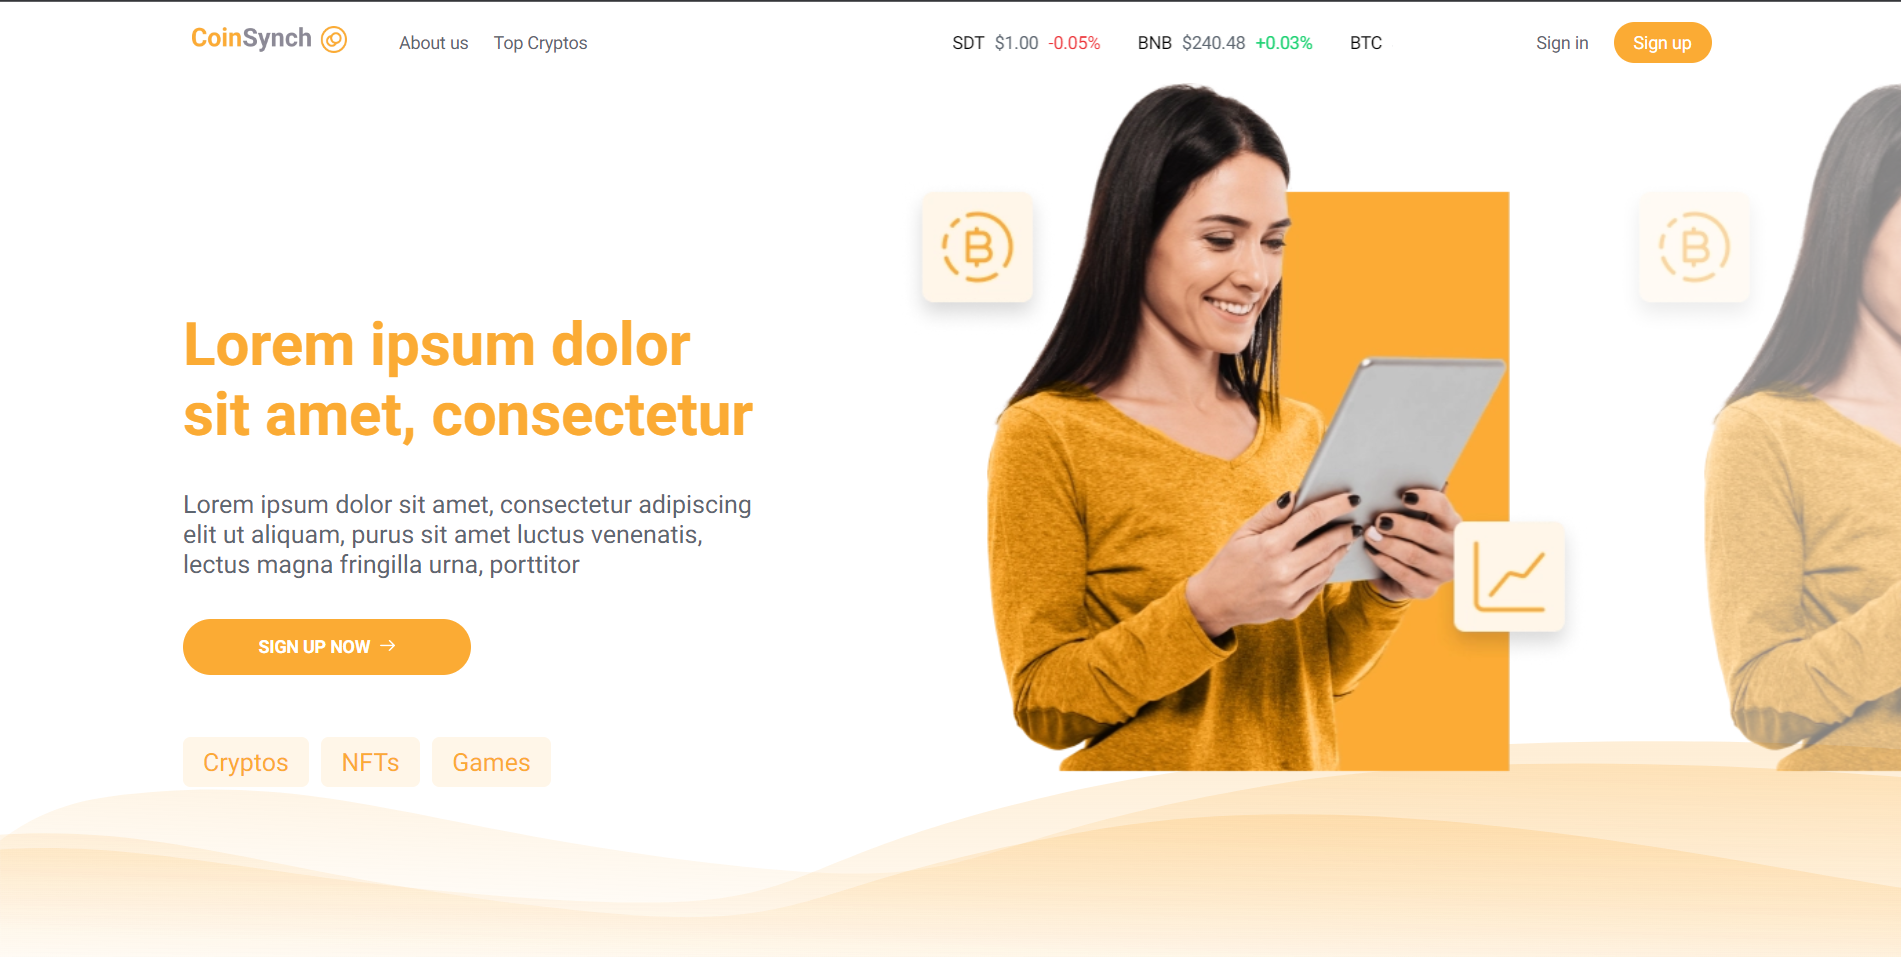 CoinSynch
About us
Top Cryptos
SDT $1.00 -0.05%
BNB $240.48 +0.03%
BTC
Sign in
Sign up
Lorem ipsum dolor
sit amet, consectetur
Lorem ipsum dolor sit amet, consectetur adipiscing
elit ut aliquam, purus sit amet luctus venenatis,
lectus magna fringilla urna, porttitor
SIGN UP NOW →
Cryptos
NFTs
Games